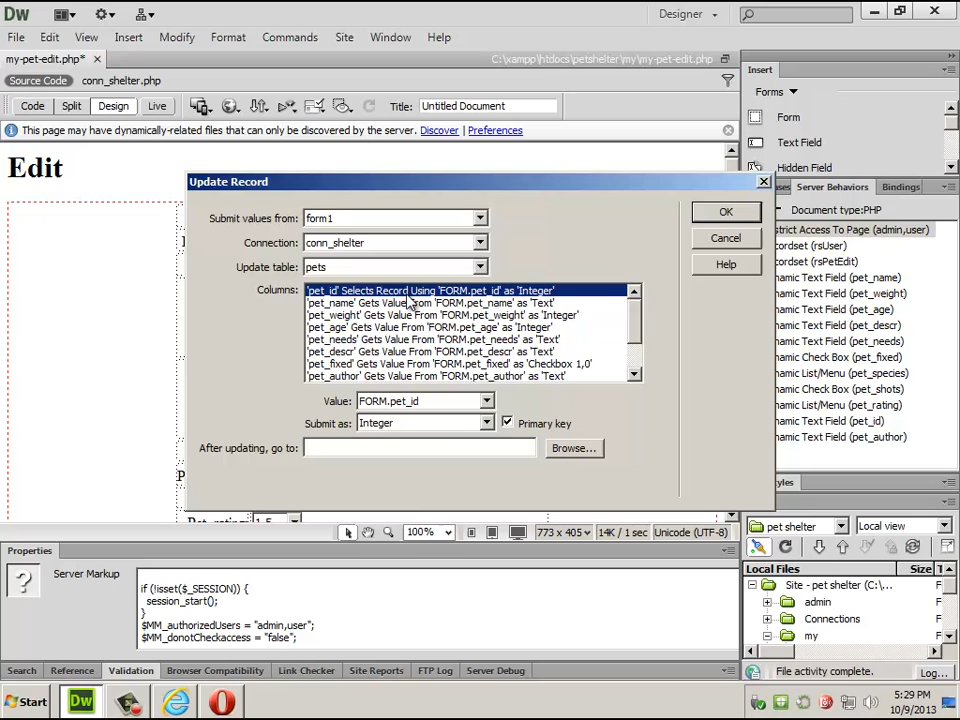 Dw
Designer
File Edit View Insert Modify Format Commands Site Window Help
my-pet-edit.php* C:\xampp\htdocs\petshelter\my\my-pet-edit.php
Source Code conn_shelter.php
Code Split Design Live Title: Untitled Document
This page may have dynamically-related files that can only be discovered by the server. Discover | Preferences
Edit
Update Record
Submit values from: form1
Connection: conn_shelter
Update table: pets
Columns: 'pet_id' Selects Record Using 'FORM.pet_id' as 'Integer'
'pet_name' Gets Value From 'FORM.pet_name' as 'Text'
'pet_weight' Gets Value From 'FORM.pet_weight' as 'Integer'
'pet_age' Gets Value From 'FORM.pet_age' as 'Integer'
'pet_needs' Gets Value From 'FORM.pet_needs' as 'Text'
'pet_descr' Gets Value From 'FORM.pet_descr' as 'Text'
'pet_fixed' Gets Value From 'FORM.pet_fixed' as 'Checkbox 1,0'
'pet_author' Gets Value From 'FORM.pet_author' as 'Text'
Value: FORM.pet_id
Submit as: Integer Primary key
After updating, go to: Browse...
OK
Cancel
Help
Insert
Forms
Form
Text Field
Hidden Field
Server Behaviors Bindings
Document type:PHP
strict Access To Page (admin,user)
cordset (rsUser)
cordset (rsPetEdit)
namic Text Field (pet_name)
namic Text Field (pet_weight)
namic Text Field (pet_age)
namic Text Field (pet_descr)
namic Text Field (pet_needs)
namic Check Box (pet_fixed)
namic List/Menu (pet_type)
namic Check Box (pet_shots)
namic List/Menu (pet_rating)
namic Text Field (pet_id)
namic Text Field (pet_author)
100% 773 x 405 14K / 1 sec Unicode (UTF-8)
Properties
Server Markup
if (!isset($_SESSION)) {
session_start();
}
$MM_authorizedUsers = "admin,user";
$MM_donotCheckaccess = "false";
pet shelter Local view
Local Files Size T
Site - pet shelter (C:\... F
admin F
Connections F
my F
File activity complete. Log...
Search Reference Validation Browser Compatibility Link Checker Site Reports FTP Log Server Debug
Start Dw
5:29 PM
10/9/2013